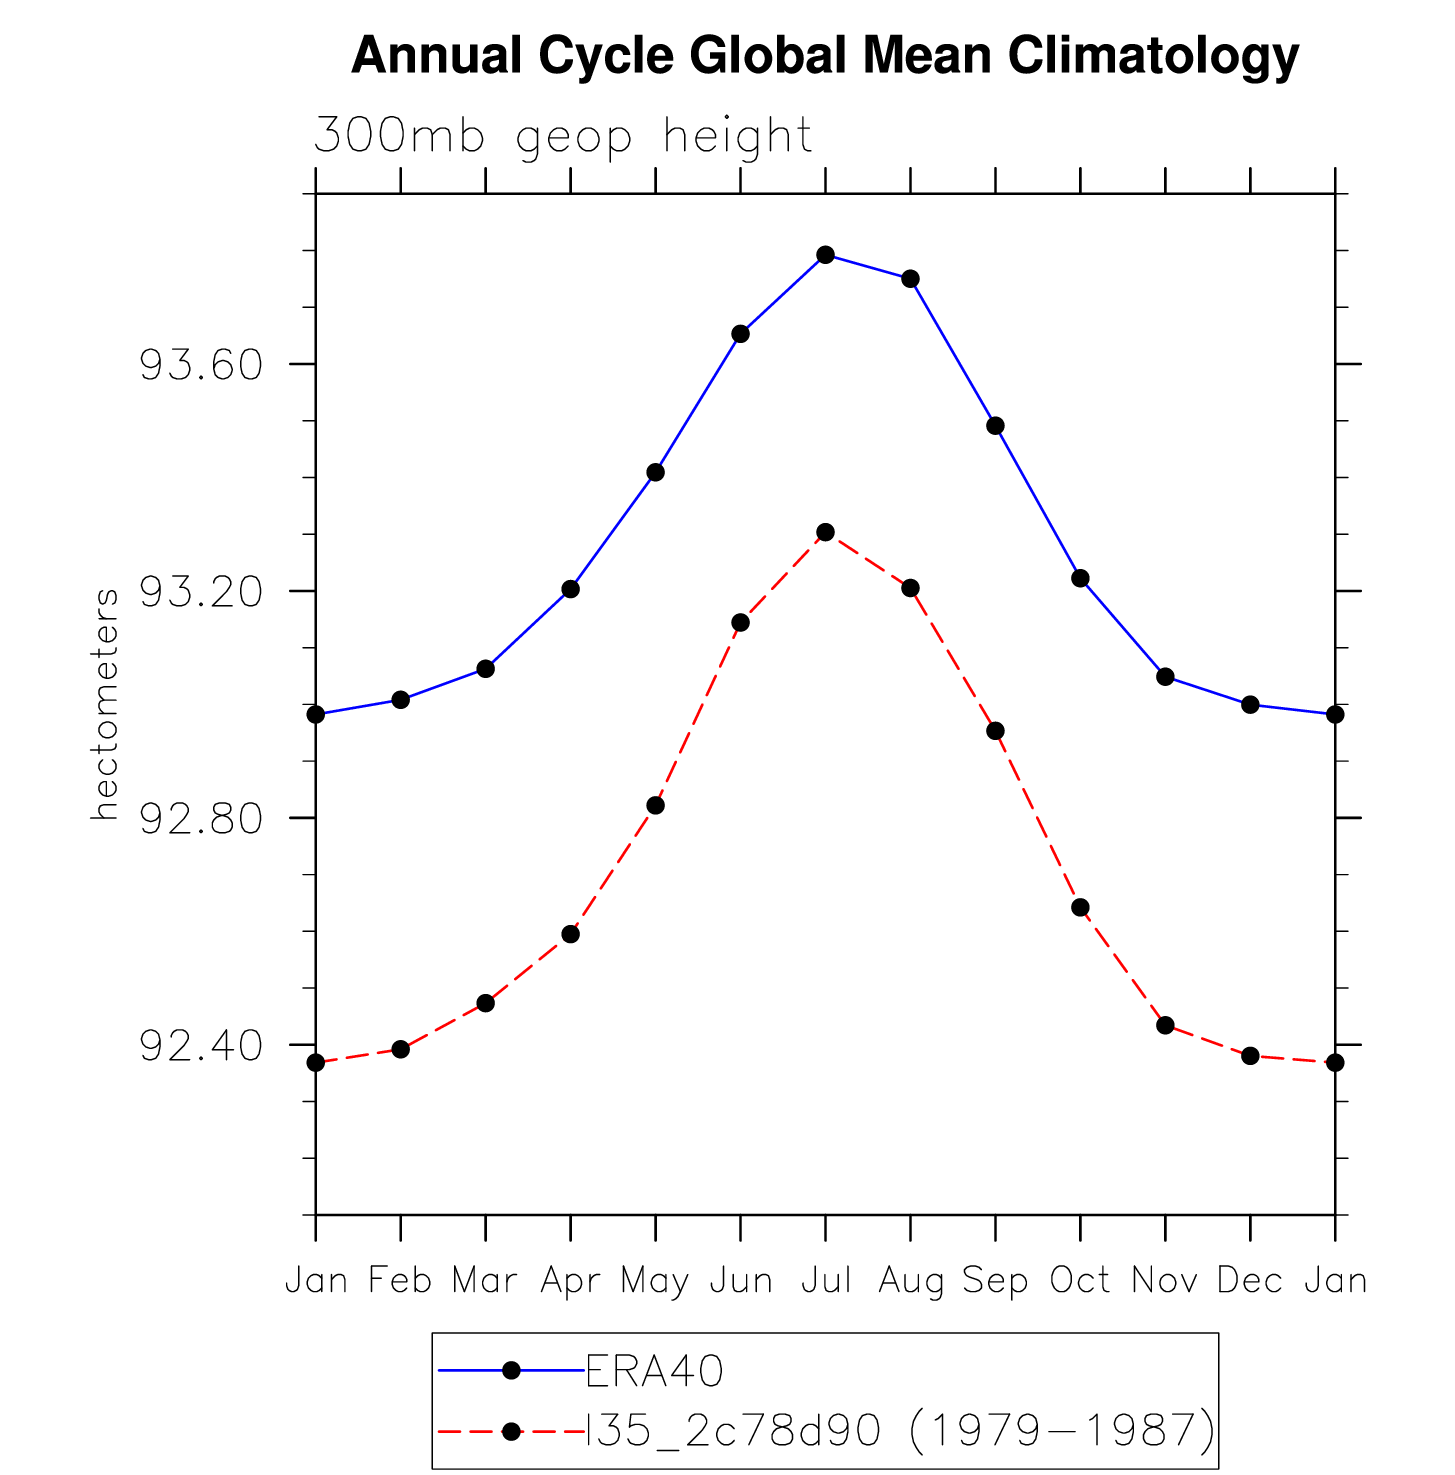 Annual Cycle Global Mean Climatology
300mb geop height
93.60
93.20
92.80
92.40
hectometers
Jan Feb Mar Apr May Jun Jul Aug Sep Oct Nov Dec Jan
ERA40
I35_2c78d90 (1979-1987)